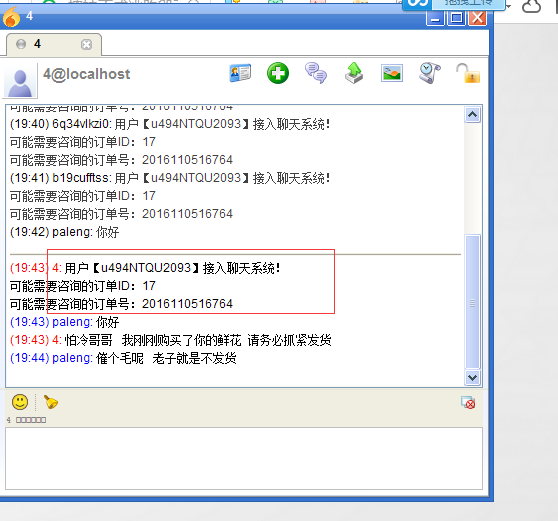 拖拽上传
4
4
4@localhost
可能需要咨询的订单号：2016110516764
(19:40) 6q34vlkzi0: 用户【u494NTQU2093】接入聊天系统!
可能需要咨询的订单ID：17
可能需要咨询的订单号：2016110516764
(19:41) b19cufftss: 用户【u494NTQU2093】接入聊天系统!
可能需要咨询的订单ID：17
可能需要咨询的订单号：2016110516764
(19:42) paleng: 你好
(19:43) 4: 用户【u494NTQU2093】接入聊天系统!
可能需要咨询的订单ID：17
可能需要咨询的订单号：2016110516764
(19:43) paleng: 你好
(19:43) 4: 怕冷哥哥 我刚刚购买了你的鲜花 请务必抓紧发货
(19:44) paleng: 催个毛呢 老子就是不发货
4 □□□□□□